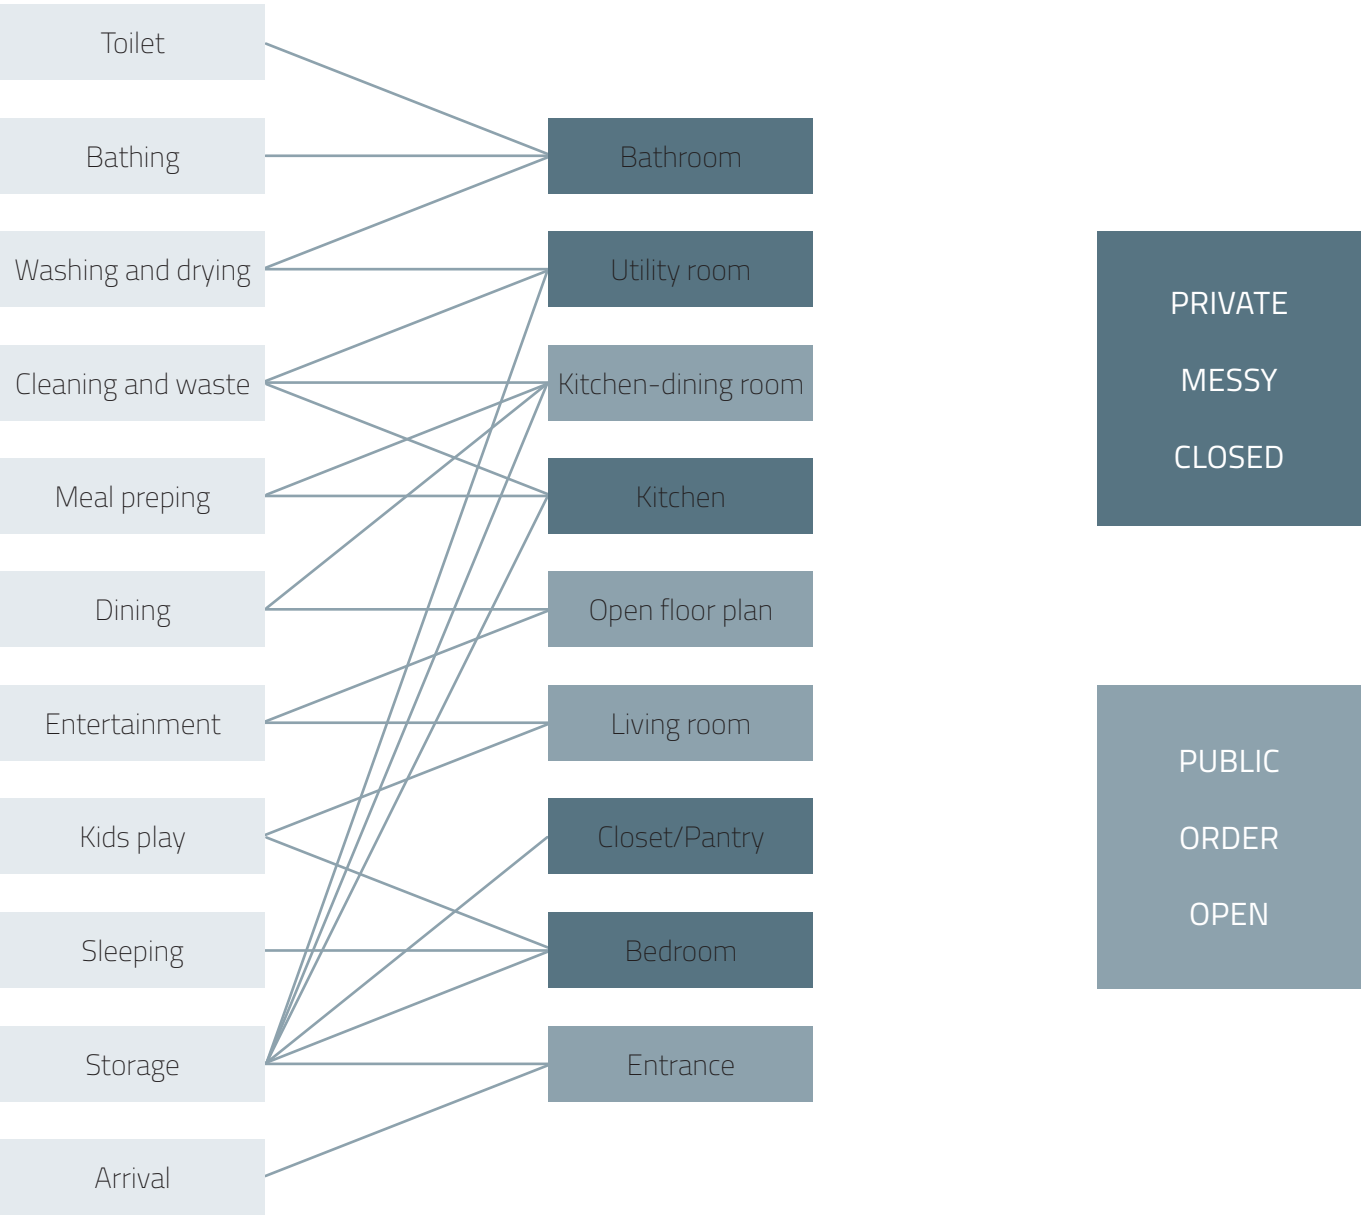 Toilet
Bathing
Washing and drying
Cleaning and waste
Meal preping
Dining
Entertainment
Kids play
Sleeping
Storage
Arrival
Bathroom
Utility room
Kitchen-dining room
Kitchen
Open floor plan
Living room
Closet/Pantry
Bedroom
Entrance
PRIVATE
MESSY
CLOSED
PUBLIC
ORDER
OPEN